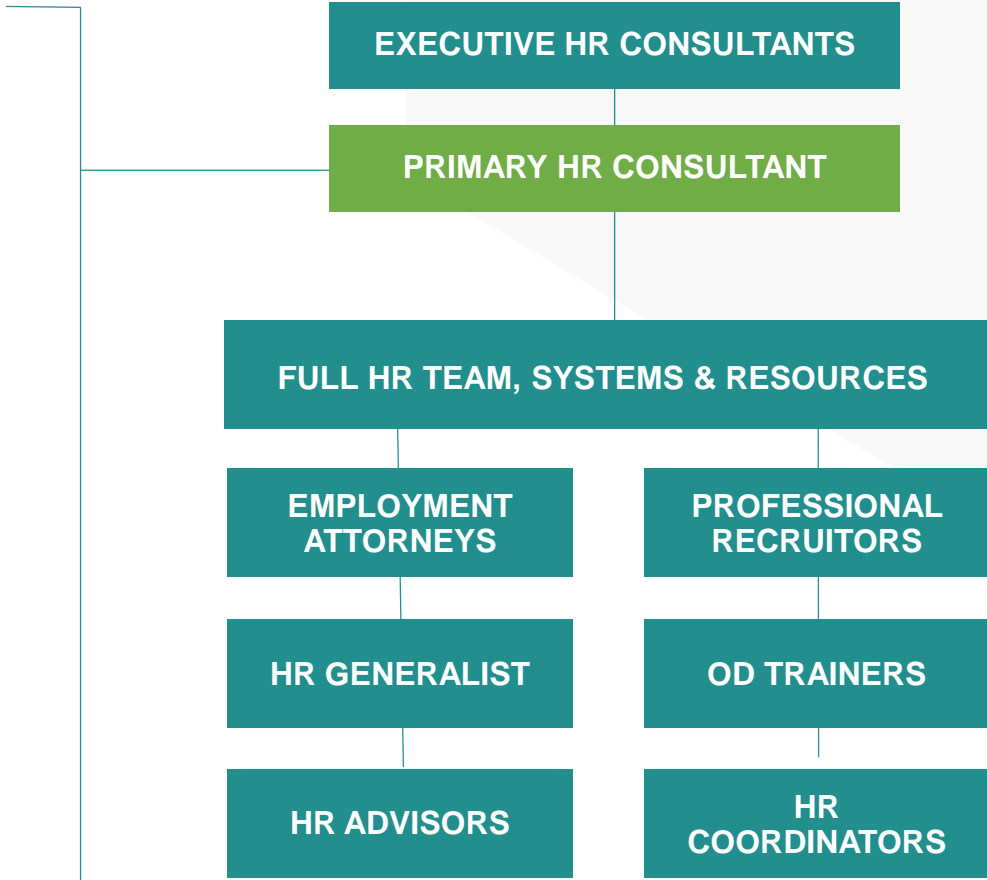 EXECUTIVE HR CONSULTANTS
PRIMARY HR CONSULTANT
FULL HR TEAM, SYSTEMS & RESOURCES
EMPLOYMENT
ATTORNEYS
PROFESSIONAL
RECRUITORS
HR GENERALIST
OD TRAINERS
HR ADVISORS
HR
COORDINATORS